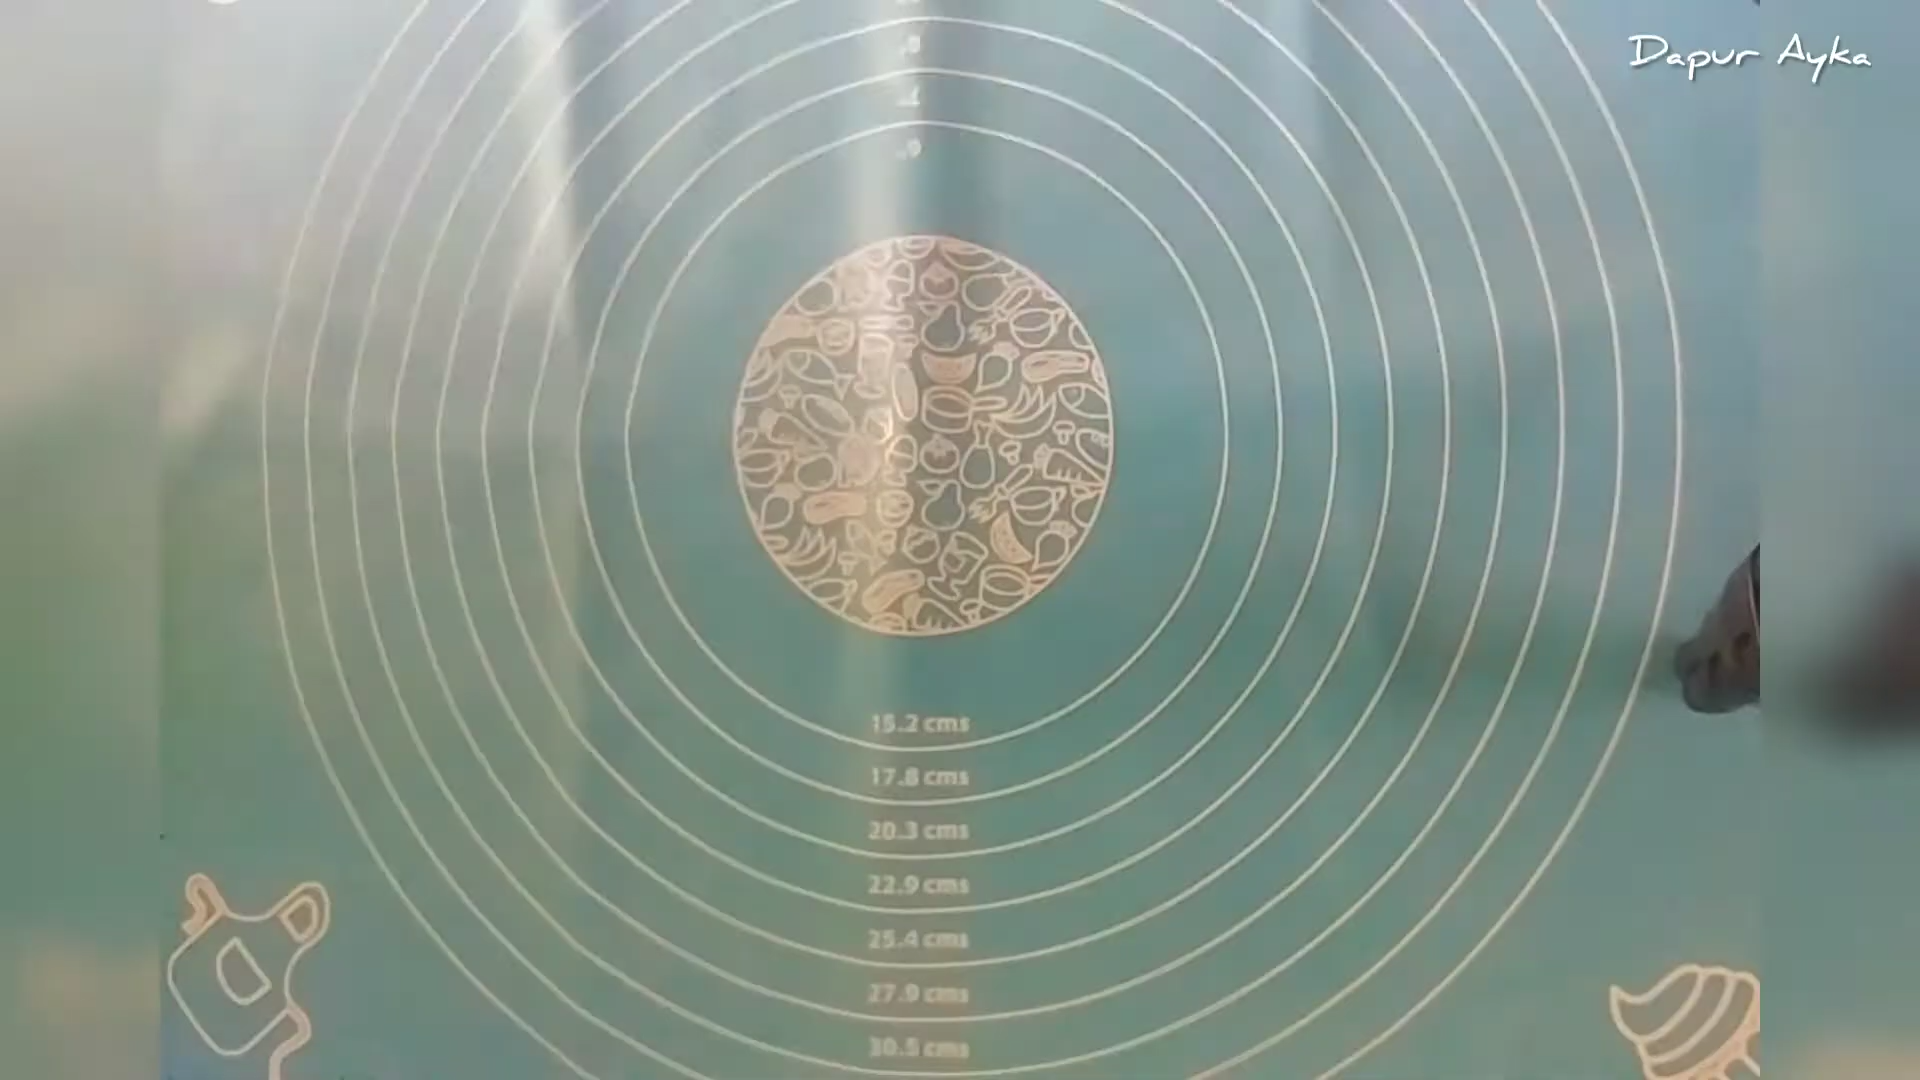 Dapur Ayka
15.2 cms
17.8 cms
20.3 cms
22.9 cms
25.4 cms
27.9 cms
30.5 cms